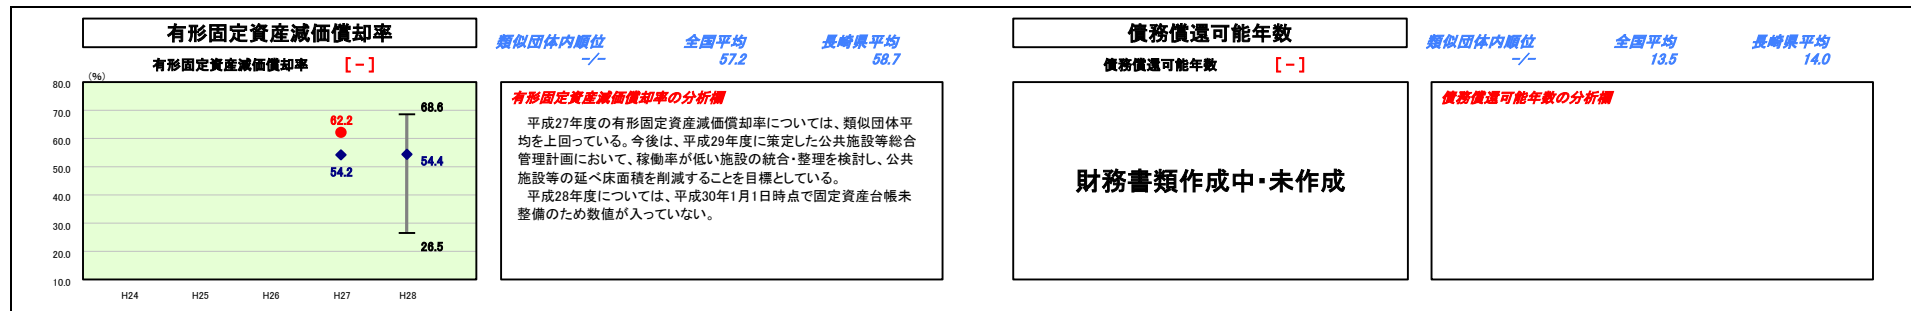 有形固定資産減価償却率
有形固定資産減価償却率 [-]
(%)
80.0
70.0
60.0
50.0
40.0
30.0
20.0
10.0
62.2
54.2
68.6
54.4
26.5
H24 H25 H26 H27 H28
類似団体内順位 全国平均 長崎県平均
-/- 57.2 58.7
有形固定資産減価償却率の分析欄
平成27年度の有形固定資産減価償却率については、類似団体平
均を上回っている。今後は、平成29年度に策定した公共施設等総合
管理計画において、稼働率が低い施設の統合・整理を検討し、公共
施設等の延べ床面積を削減することを目標としている。
平成28年度については、平成30年1月1日時点で固定資産台帳未
整備のため数値が入っていない。
債務償還可能年数
債務償還可能年数 [-]
財務書類作成中・未作成
類似団体内順位 全国平均 長崎県平均
-/- 13.5 14.0
債務償還可能年数の分析欄